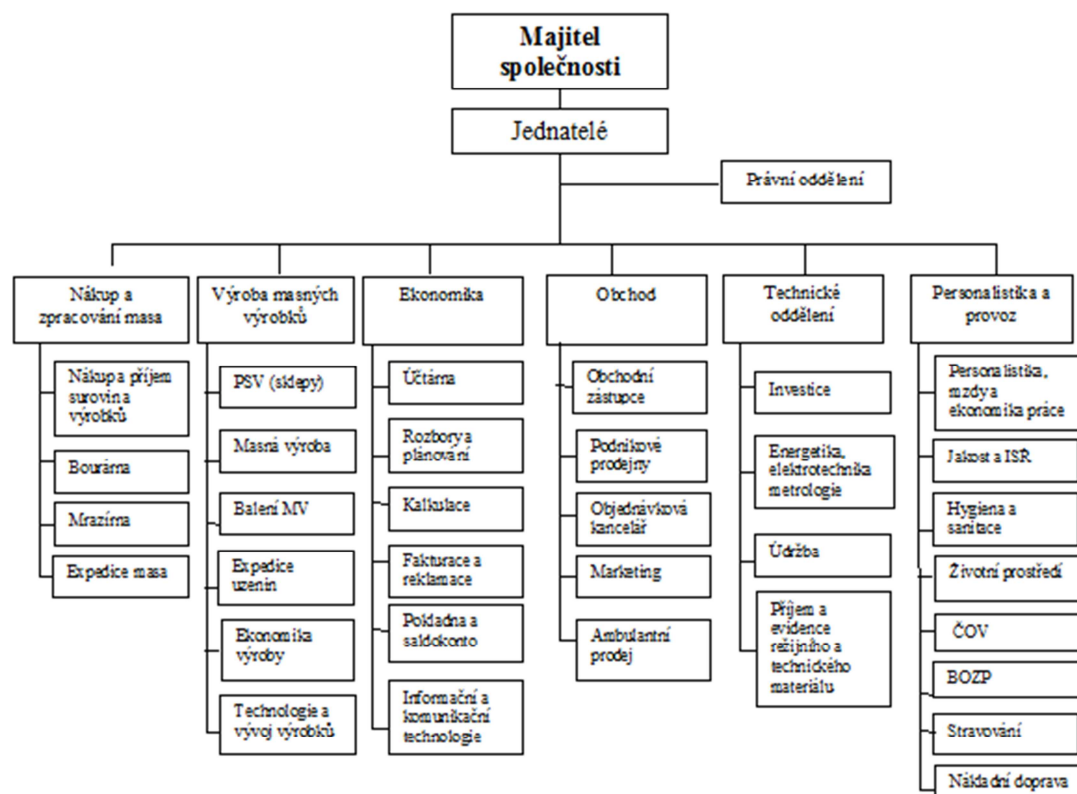 Majitel
společnosti
Jednatelé
Právní oddělení
Nákup a
zpracování masa
Výroba masných
výrobků
Ekonomika
Obchod
Technické
oddělení
Personalistika a
provoz
Nákup a příjem
surovin a
výrobků
Bourárna
Mrazírna
Expedice masa
PSV (sklepy)
Masná výroba
Balení MV
Expedice
uzenin
Ekonomika
výroby
Technologie a
vývoj výrobků
Účtárna
Rozbory a
plánování
Kalkulace
Fakturace a
reklamace
Pokladna a
saldokonto
Informační a
komunikační
technologie
Obchodní
zástupce
Podnikové
prodejny
Objednávková
kancelář
Marketing
Ambulantní
prodej
Investice
Energetika,
elektrotechnika
metrologie
Údržba
Příjem a
evidence
režijního a
technického
materiálu
Personalistika,
mzdy a
ekonomika práce
Jakost a ISŘ
Hygiena a
sanitace
Životní prostředí
ČOV
BOZP
Stravování
Nákladní doprava